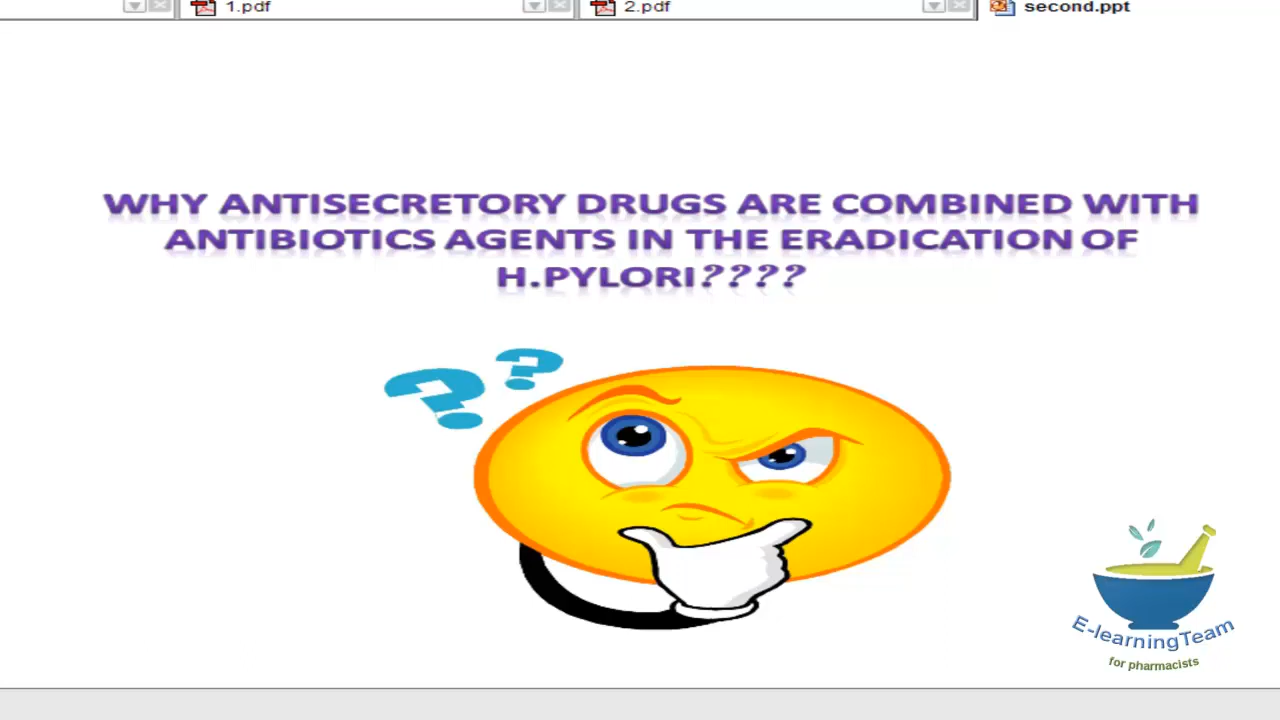 1.pdf
2.pdf
second.ppt
WHY ANTISECRETORY DRUGS ARE COMBINED WITH
ANTIBIOTICS AGENTS IN THE ERADICATION OF
H.PYLORI????
? ?
E-learningTeam
for pharmacists